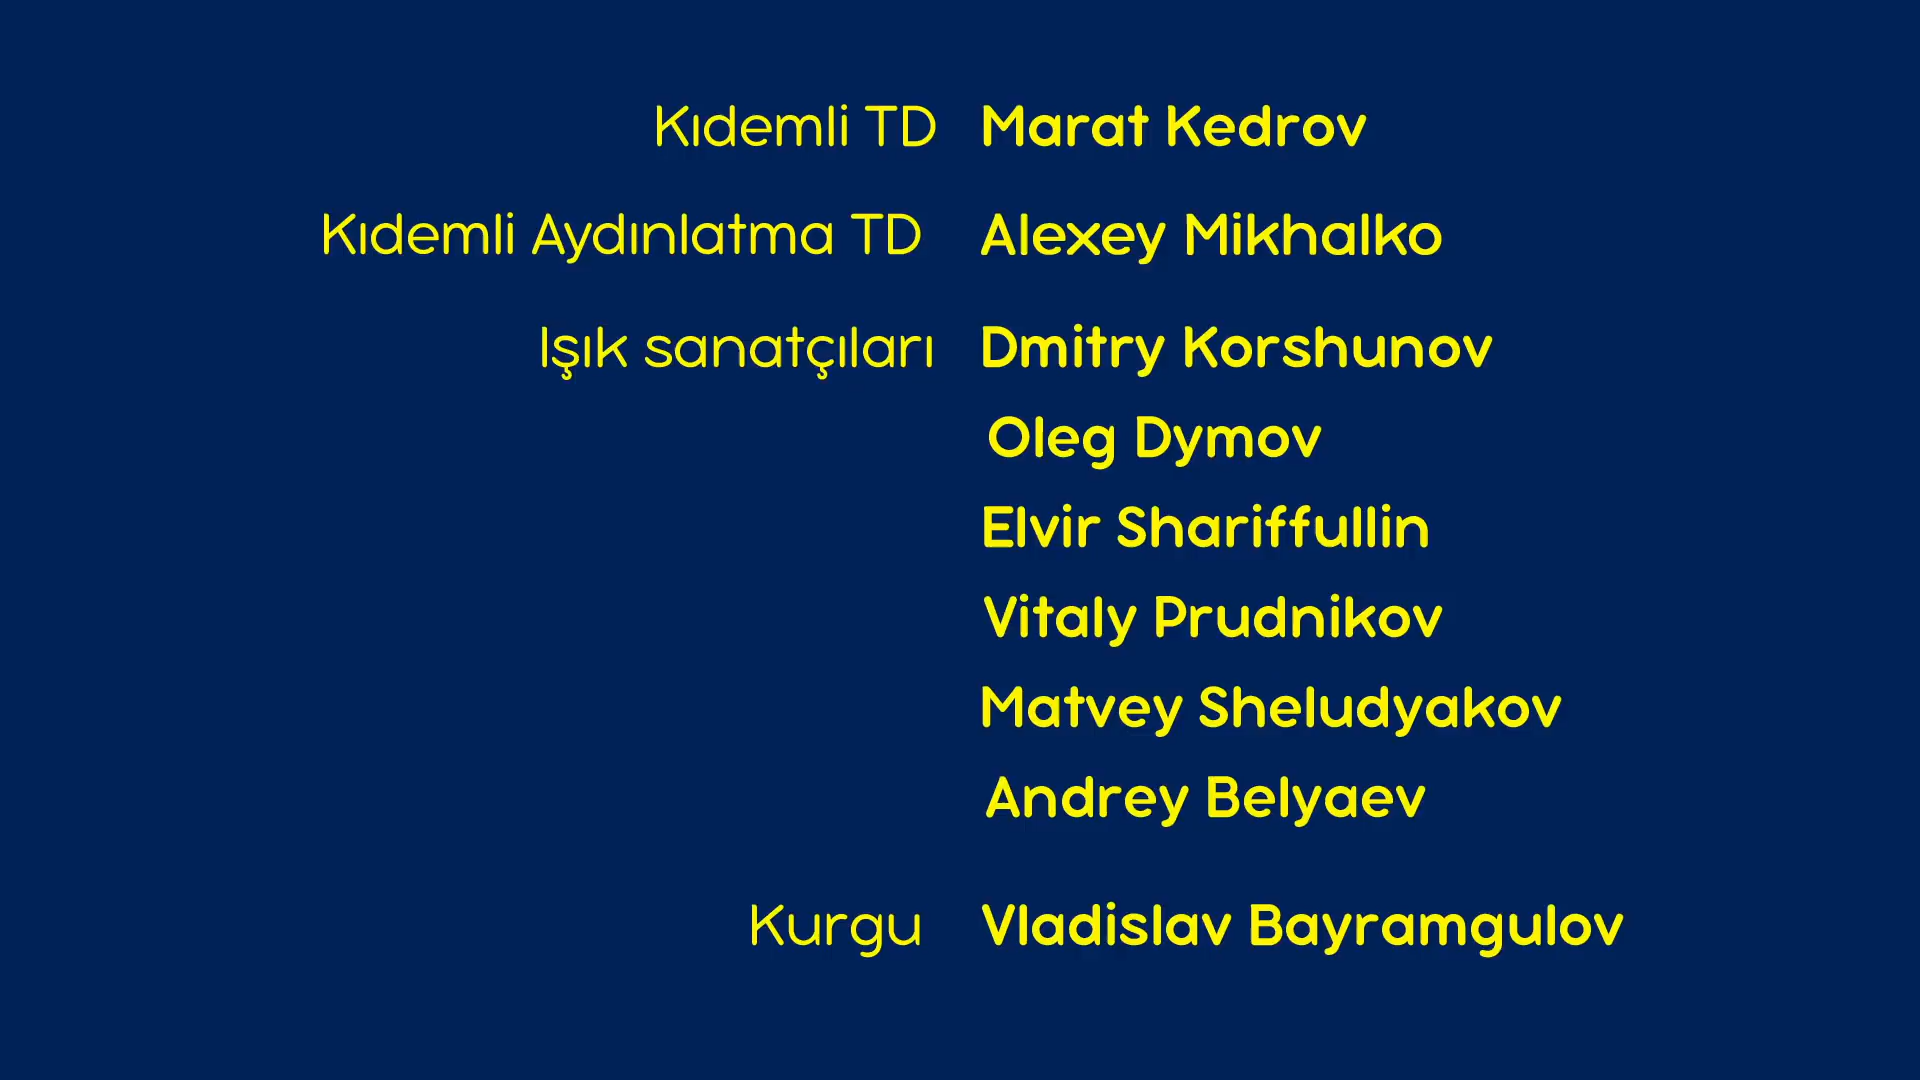 Kıdemli TD Marat Kedrov
Kıdemli Aydınlatma TD Alexey Mikhalko
Işık sanatçıları Dmitry Korshunov
Oleg Dymov
Elvir Shariffullin
Vitaly Prudnikov
Matvey Sheludyakov
Andrey Belyaev
Kurgu Vladislav Bayramgulov